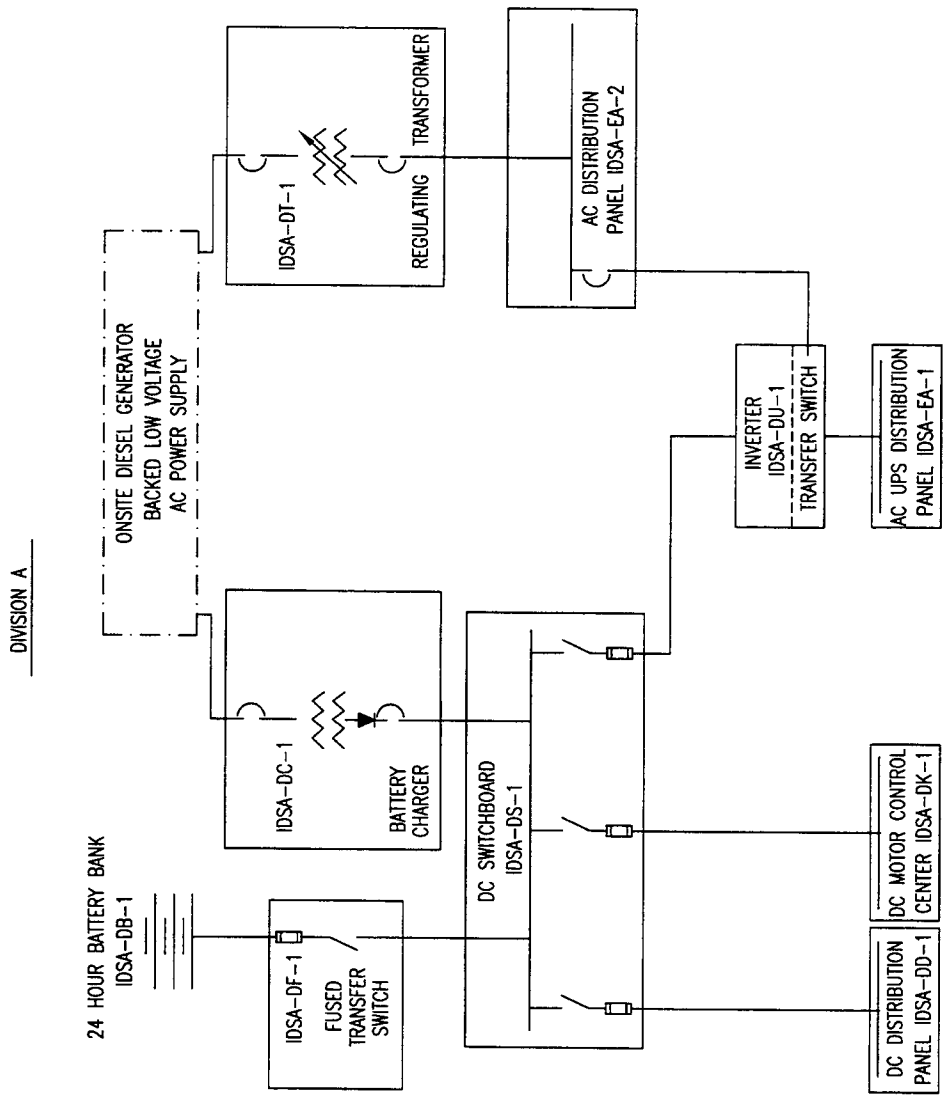 DIVISION A
24 HOUR BATTERY BANK
IDSA-DB-1
ONSITE DIESEL GENERATOR
BACKED LOW VOLTAGE
AC POWER SUPPLY
IDSA-DF-1
FUSED
TRANSFER
SWITCH
IDSA-DC-1
BATTERY
CHARGER
IDSA-DT-1
REGULATING TRANSFORMER
DC SWITCHBOARD
IDSA-DS-1
AC DISTRIBUTION
PANEL IDSA-EA-2
INVERTER
IDSA-DU-1
TRANSFER SWITCH
DC DISTRIBUTION
PANEL IDSA-DD-1
DC MOTOR CONTROL
CENTER IDSA-DK-1
AC UPS DISTRIBUTION
PANEL IDSA-EA-1